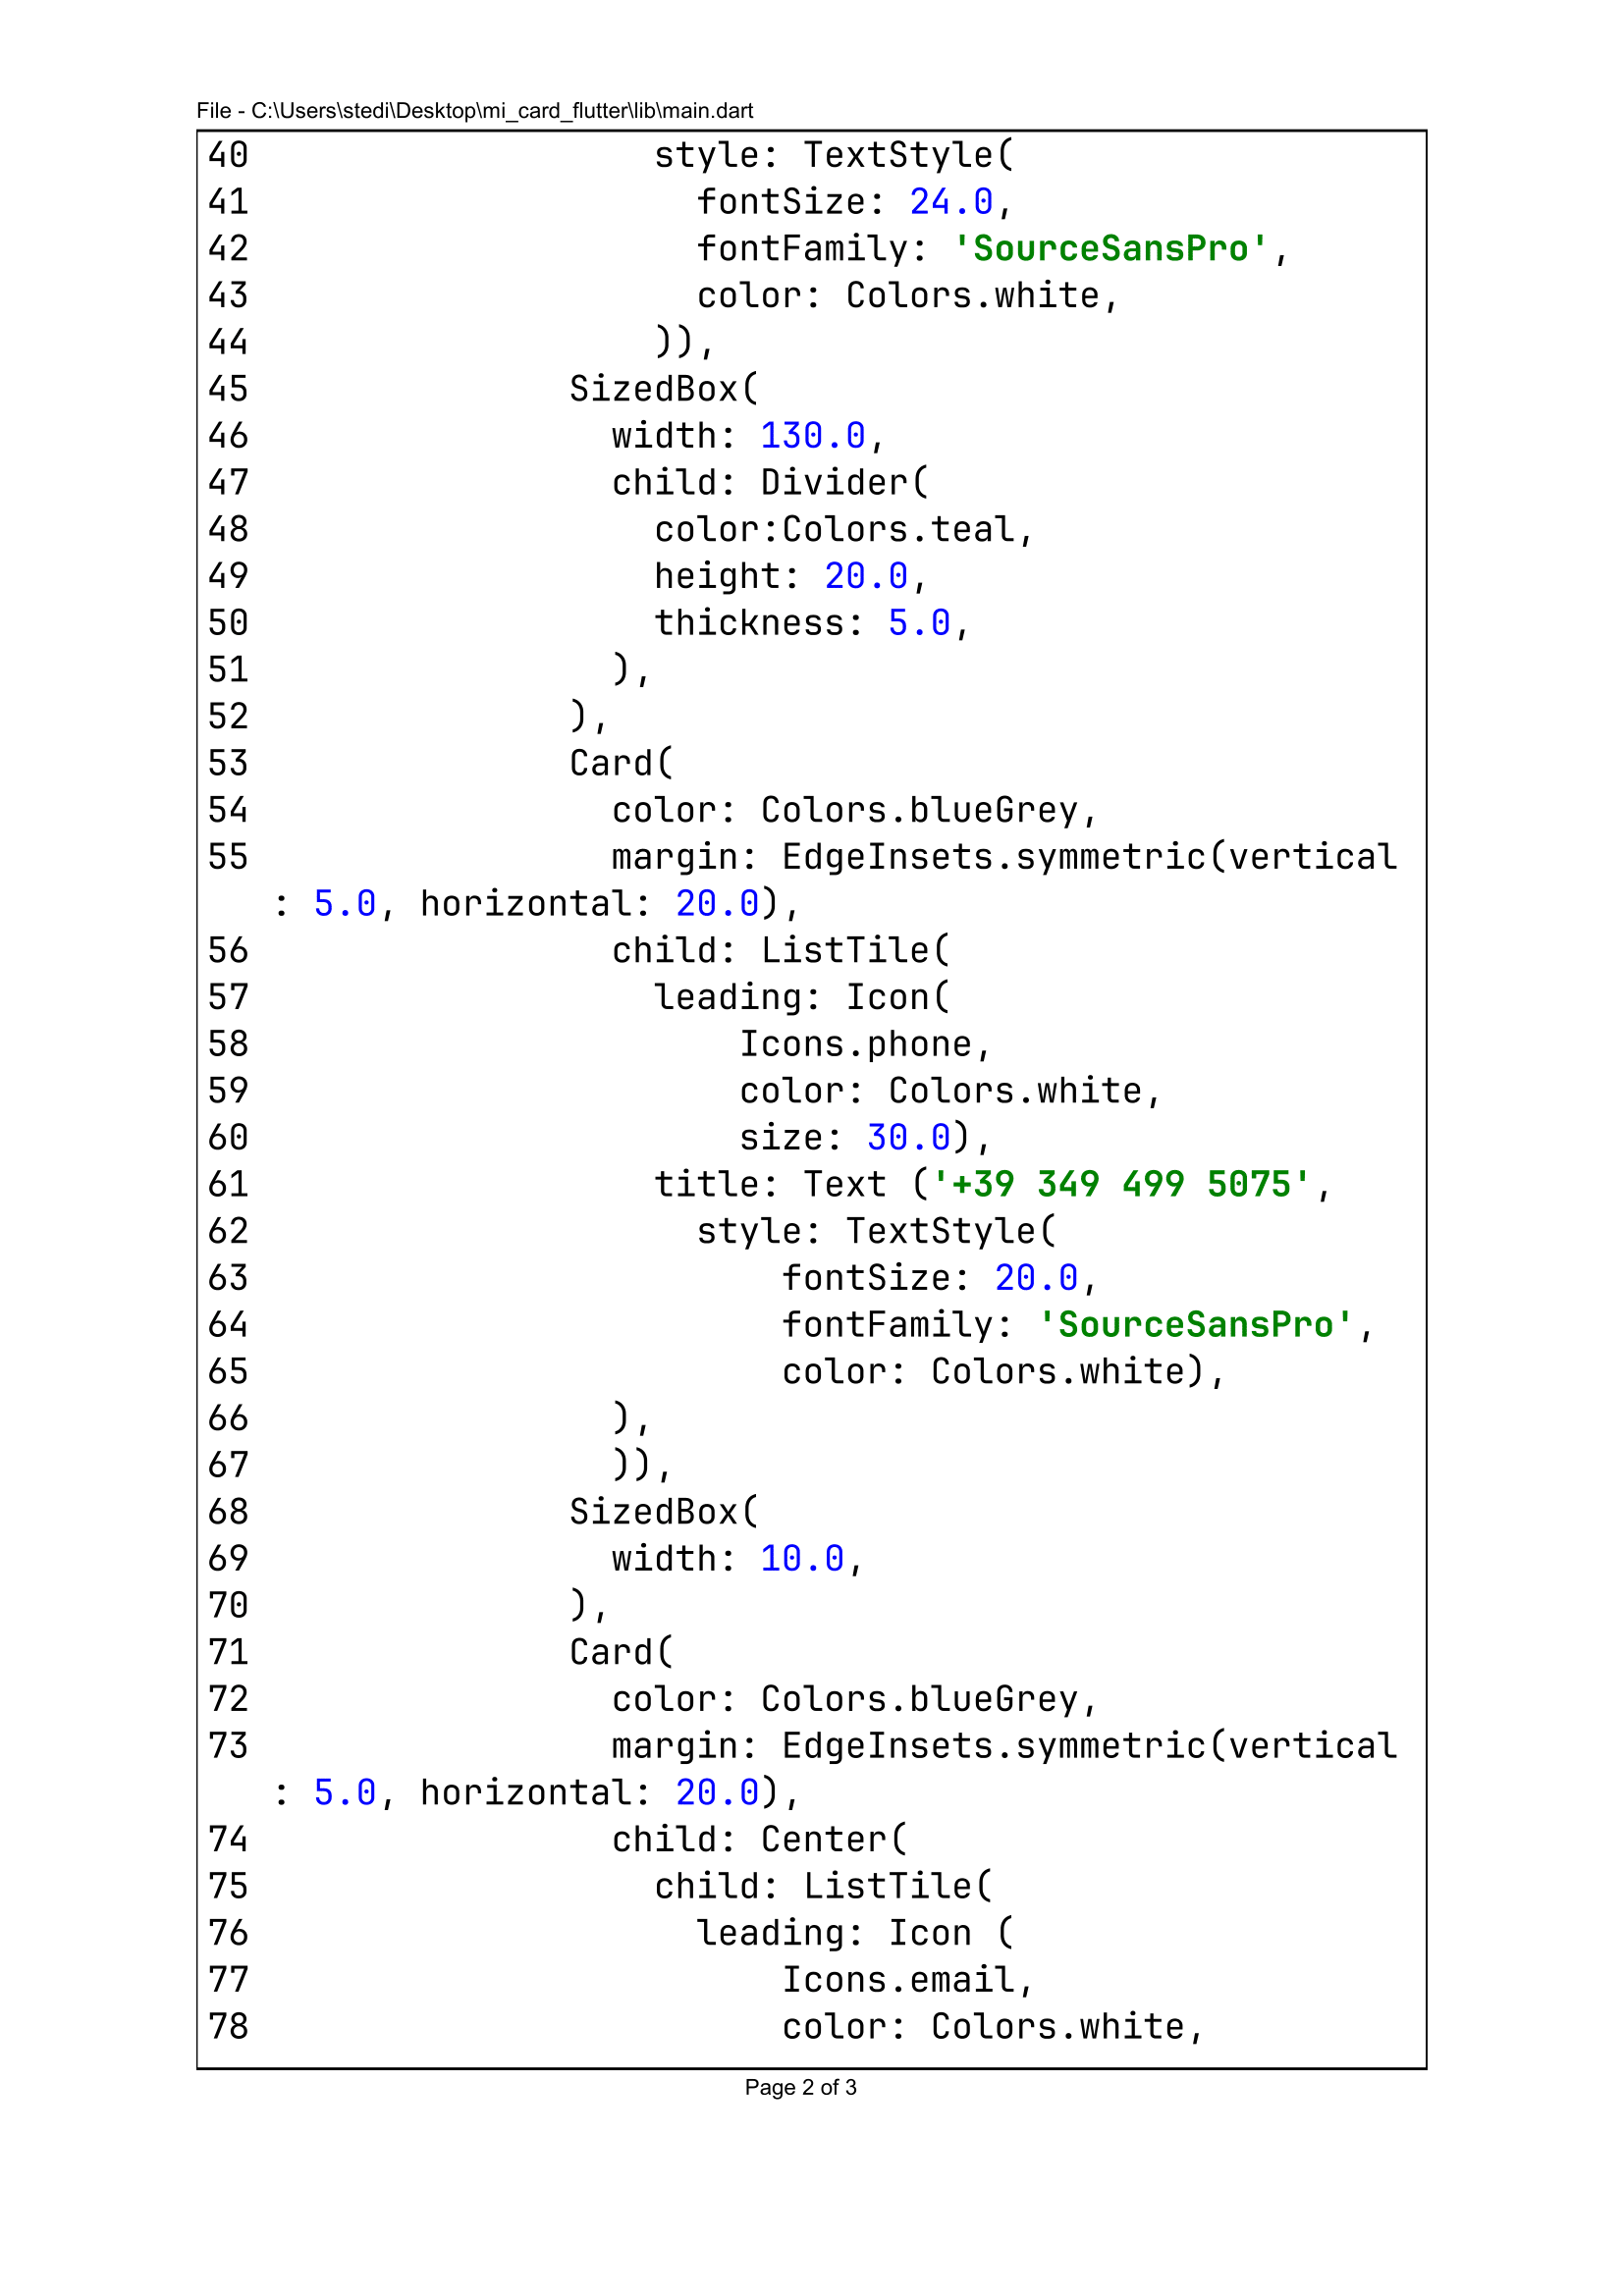 File - C:\Users\stedi\Desktop\mi_card_flutter\lib\main.dart
40                   style: TextStyle(
41                     fontSize: 24.0,
42                     fontFamily: 'SourceSansPro',
43                     color: Colors.white,
44                   )),
45               SizedBox(
46                 width: 130.0,
47                 child: Divider(
48                   color:Colors.teal,
49                   height: 20.0,
50                   thickness: 5.0,
51                 ),
52               ),
53               Card(
54                 color: Colors.blueGrey,
55                 margin: EdgeInsets.symmetric(vertical
   : 5.0, horizontal: 20.0),
56                 child: ListTile(
57                   leading: Icon(
58                       Icons.phone,
59                       color: Colors.white,
60                       size: 30.0),
61                   title: Text ('+39 349 499 5075',
62                     style: TextStyle(
63                         fontSize: 20.0,
64                         fontFamily: 'SourceSansPro',
65                         color: Colors.white),
66                 ),
67                 )),
68               SizedBox(
69                 width: 10.0,
70               ),
71               Card(
72                 color: Colors.blueGrey,
73                 margin: EdgeInsets.symmetric(vertical
   : 5.0, horizontal: 20.0),
74                 child: Center(
75                   child: ListTile(
76                     leading: Icon (
77                         Icons.email,
78                         color: Colors.white,
Page 2 of 3